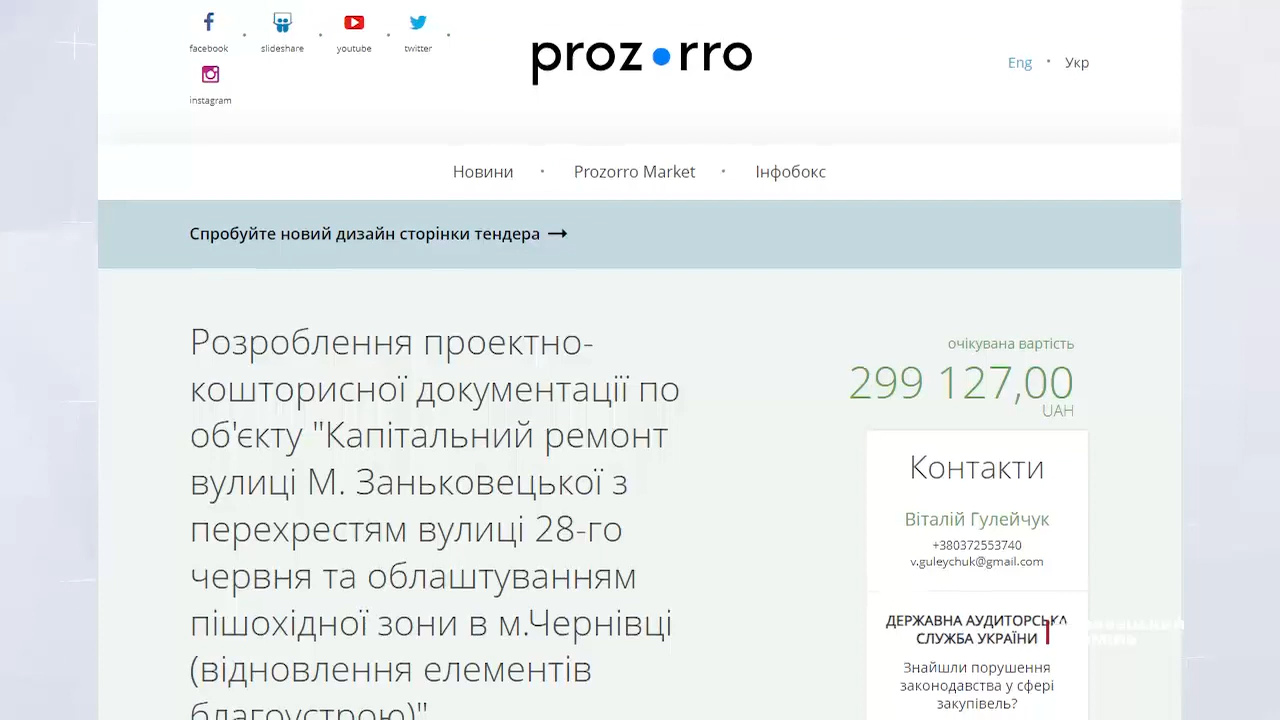 facebook
slideshare
youtube
twitter
instagram
prozorro
Eng • Укр
Новини • Prozorro Market • Інфобокс
Спробуйте новий дизайн сторінки тендера →
Розроблення проектно-
кошторисної документації по
об'єкту "Капітальний ремонт
вулиці М. Заньковецької з
перехрестям вулиці 28-го
червня та облаштуванням
пішохідної зони в м.Чернівці
(відновлення елементів
благоустрою)"
очікувана вартість
299 127,00
UAH
Контакти
Віталій Гулейчук
+380372553740
v.guleychuk@gmail.com
ДЕРЖАВНА АУДИТОРСЬКА
СЛУЖБА УКРАЇНИ
Знайшли порушення
законодавства у сфері
закупівель?